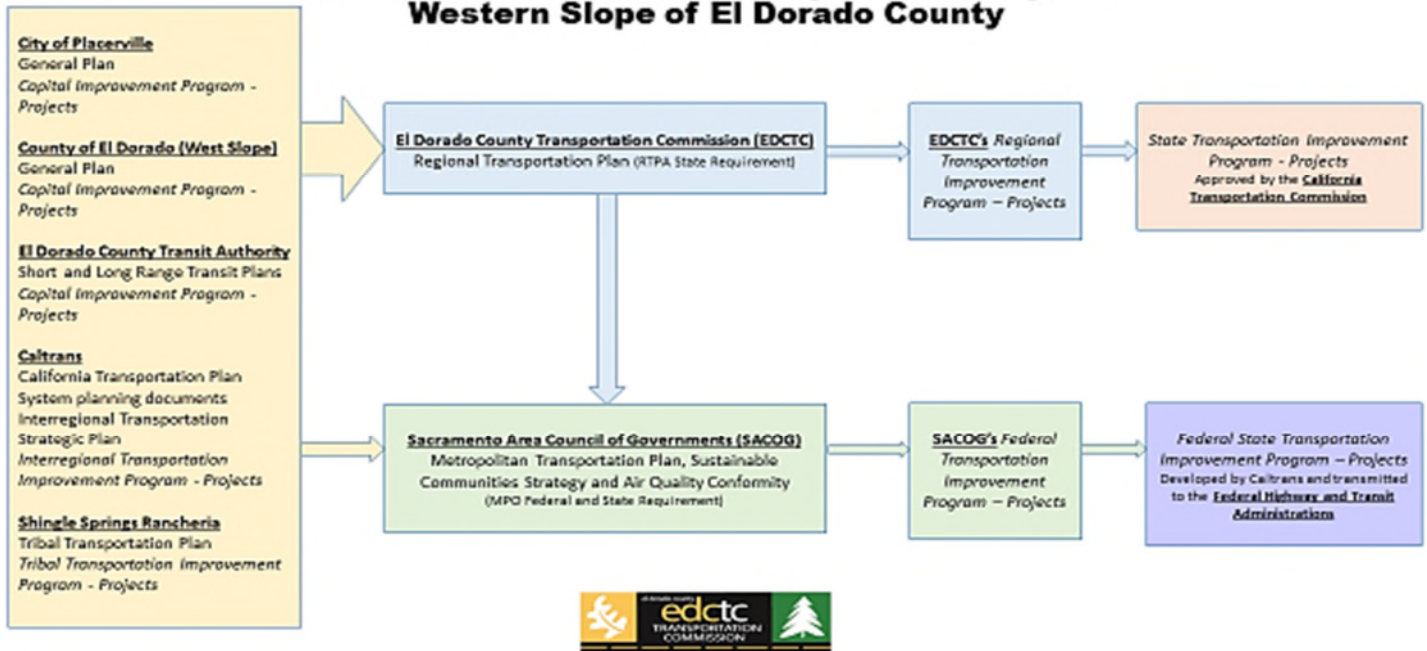 Western Slope of El Dorado County
City of Placerville
General Plan
Capital Improvement Program -
Projects
County of El Dorado (West Slope)
General Plan
Capital Improvement Program -
Projects
El Dorado County Transit Authority
Short and Long Range Transit Plans
Capital Improvement Program -
Projects
Caltrans
California Transportation Plan
System planning documents
Interregional Transportation
Strategic Plan
Interregional Transportation
Improvement Program - Projects
Shingle Springs Rancheria
Tribal Transportation Plan
Tribal Transportation Improvement
Program - Projects
El Dorado County Transportation Commission (EDCTC)
Regional Transportation Plan (RTPA State Requirement)
EDCTC's Regional
Transportation
Improvement
Program – Projects
State Transportation Improvement
Program - Projects
Approved by the California
Transportation Commission
Sacramento Area Council of Governments (SACOG)
Metropolitan Transportation Plan, Sustainable
Communities Strategy and Air Quality Conformity
(MPO Federal and State Requirement)
SACOG's Federal
Transportation
Improvement
Program – Projects
Federal State Transportation
Improvement Program – Projects
Developed by Caltrans and transmitted
to the Federal Highway and Transit
Administrations
edctc
TRANSPORTATION
COMMISSION